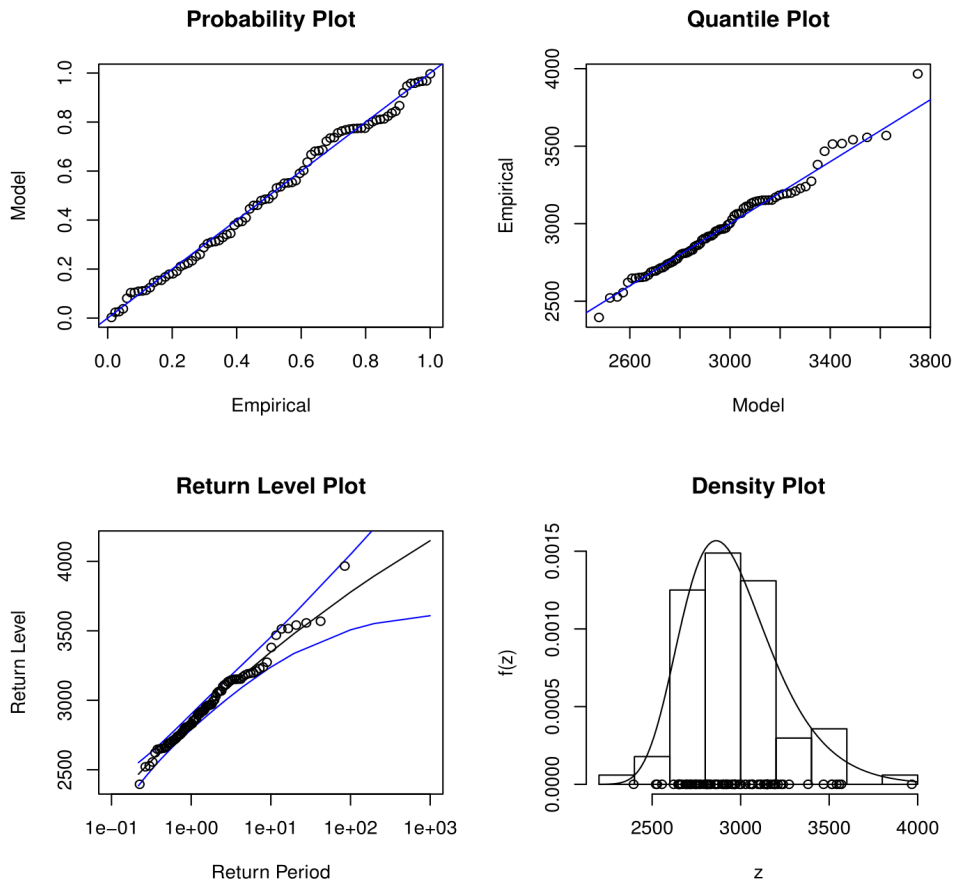 Probability Plot
Model
0.0 0.2 0.4 0.6 0.8 1.0
0.0 0.2 0.4 0.6 0.8 1.0
Empirical
Quantile Plot
Empirical
2500 3000 3500 4000
2600 3000 3400 3800
Model
Return Level Plot
Return Level
2500 3000 3500 4000
1e−01 1e+00 1e+01 1e+02 1e+03
Return Period
Density Plot
f(z)
0.0000 0.0005 0.0010 0.0015
2500 3000 3500 4000
z